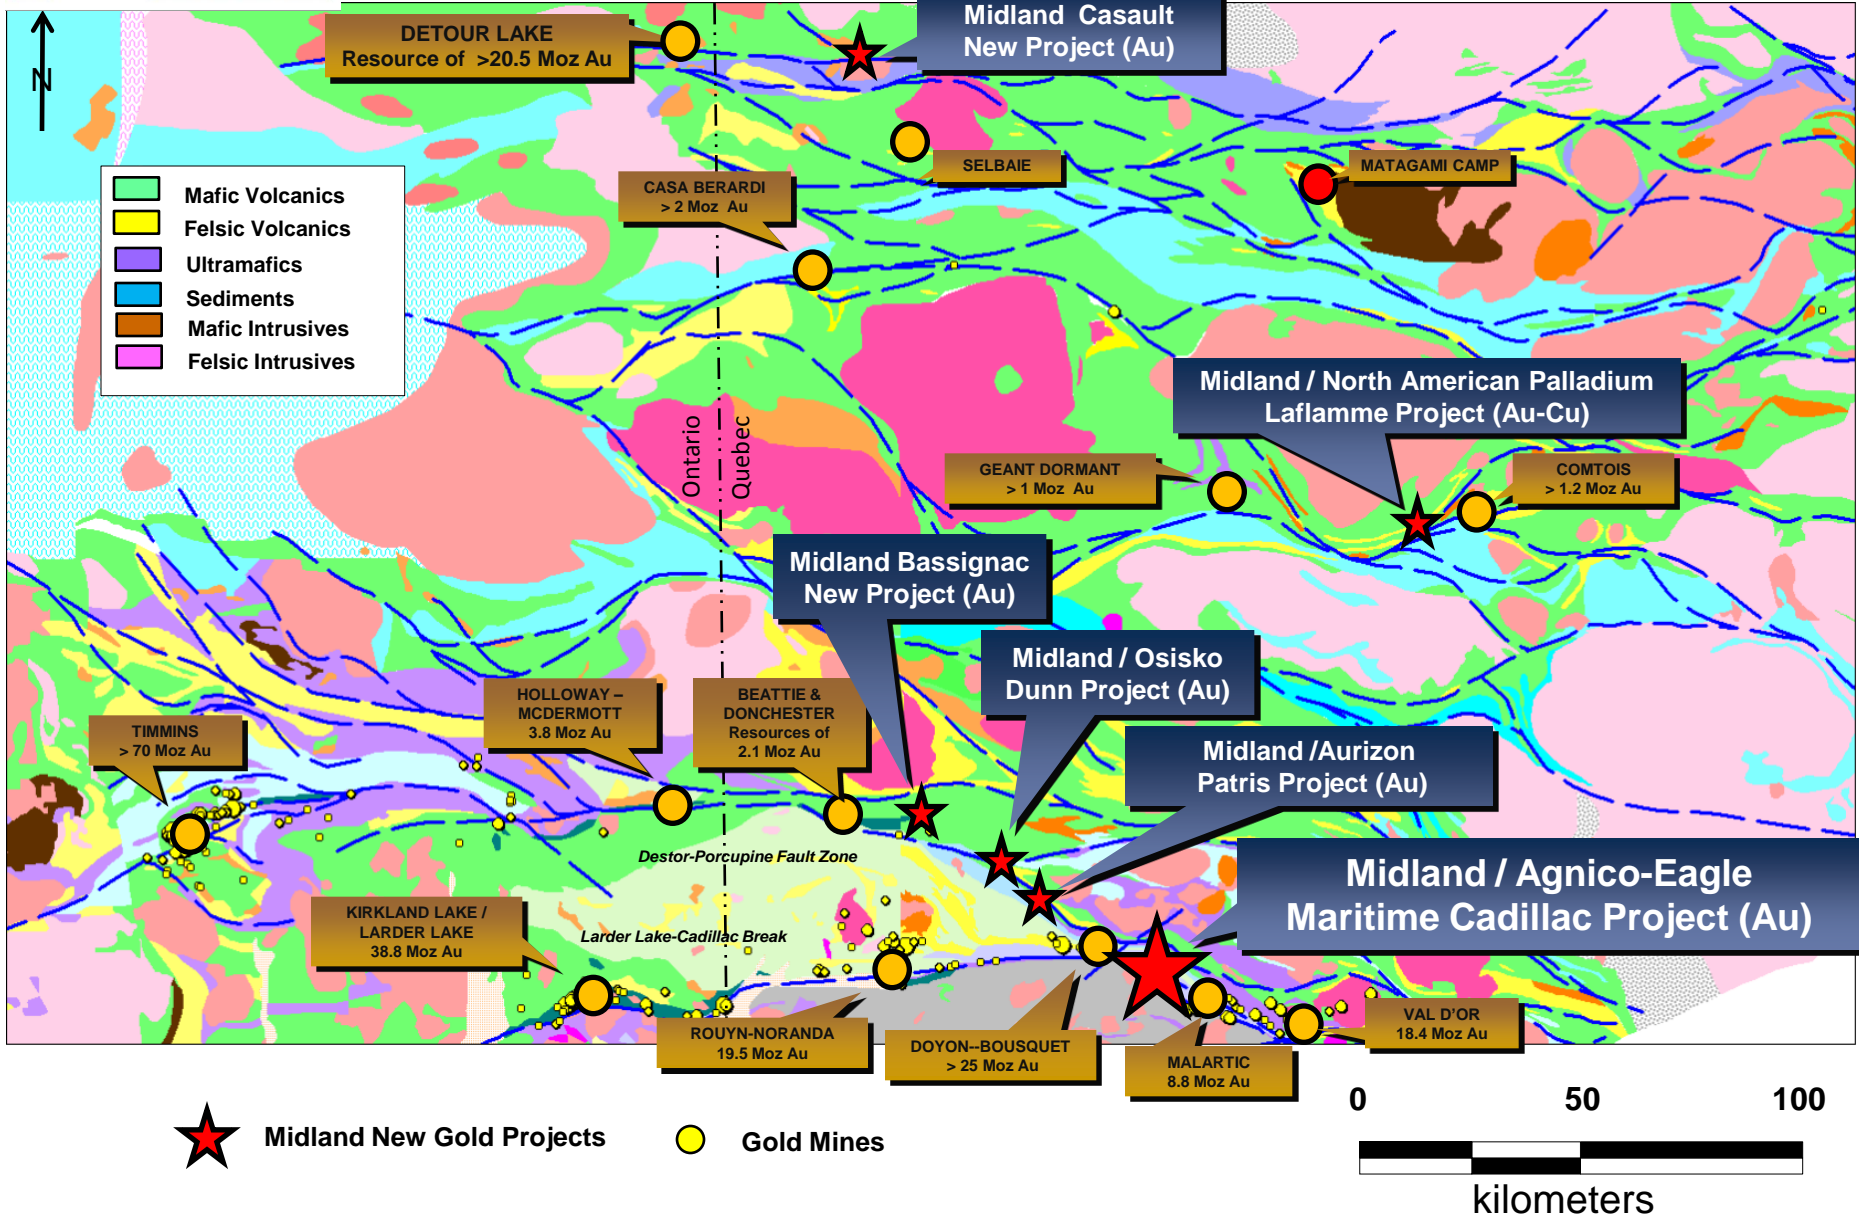 Midland Casault
New Project (Au)
DETOUR LAKE
Resource of >20.5 Moz Au
N
SELBAIE
MATAGAMI CAMP
CASA BERARDI
> 2 Moz Au
Mafic Volcanics
Felsic Volcanics
Ultramafics
Sediments
Mafic Intrusives
Felsic Intrusives
Midland / North American Palladium
Laflamme Project (Au-Cu)
Ontario
Quebec
GEANT DORMANT
> 1 Moz Au
COMTOIS
> 1.2 Moz Au
Midland Bassignac
New Project (Au)
Midland / Osisko
Dunn Project (Au)
HOLLOWAY –
MCDERMOTT
3.8 Moz Au
BEATTIE &
DONCHESTER
Resources of
2.1 Moz Au
TIMMINS
> 70 Moz Au
Midland /Aurizon
Patris Project (Au)
Destor-Porcupine Fault Zone
Midland / Agnico-Eagle
Maritime Cadillac Project (Au)
KIRKLAND LAKE /
LARDER LAKE
38.8 Moz Au
Larder Lake-Cadillac Break
ROUYN-NORANDA
19.5 Moz Au
DOYON--BOUSQUET
> 25 Moz Au
MALARTIC
8.8 Moz Au
VAL D'OR
18.4 Moz Au
0 50 100
kilometers
Midland New Gold Projects
Gold Mines